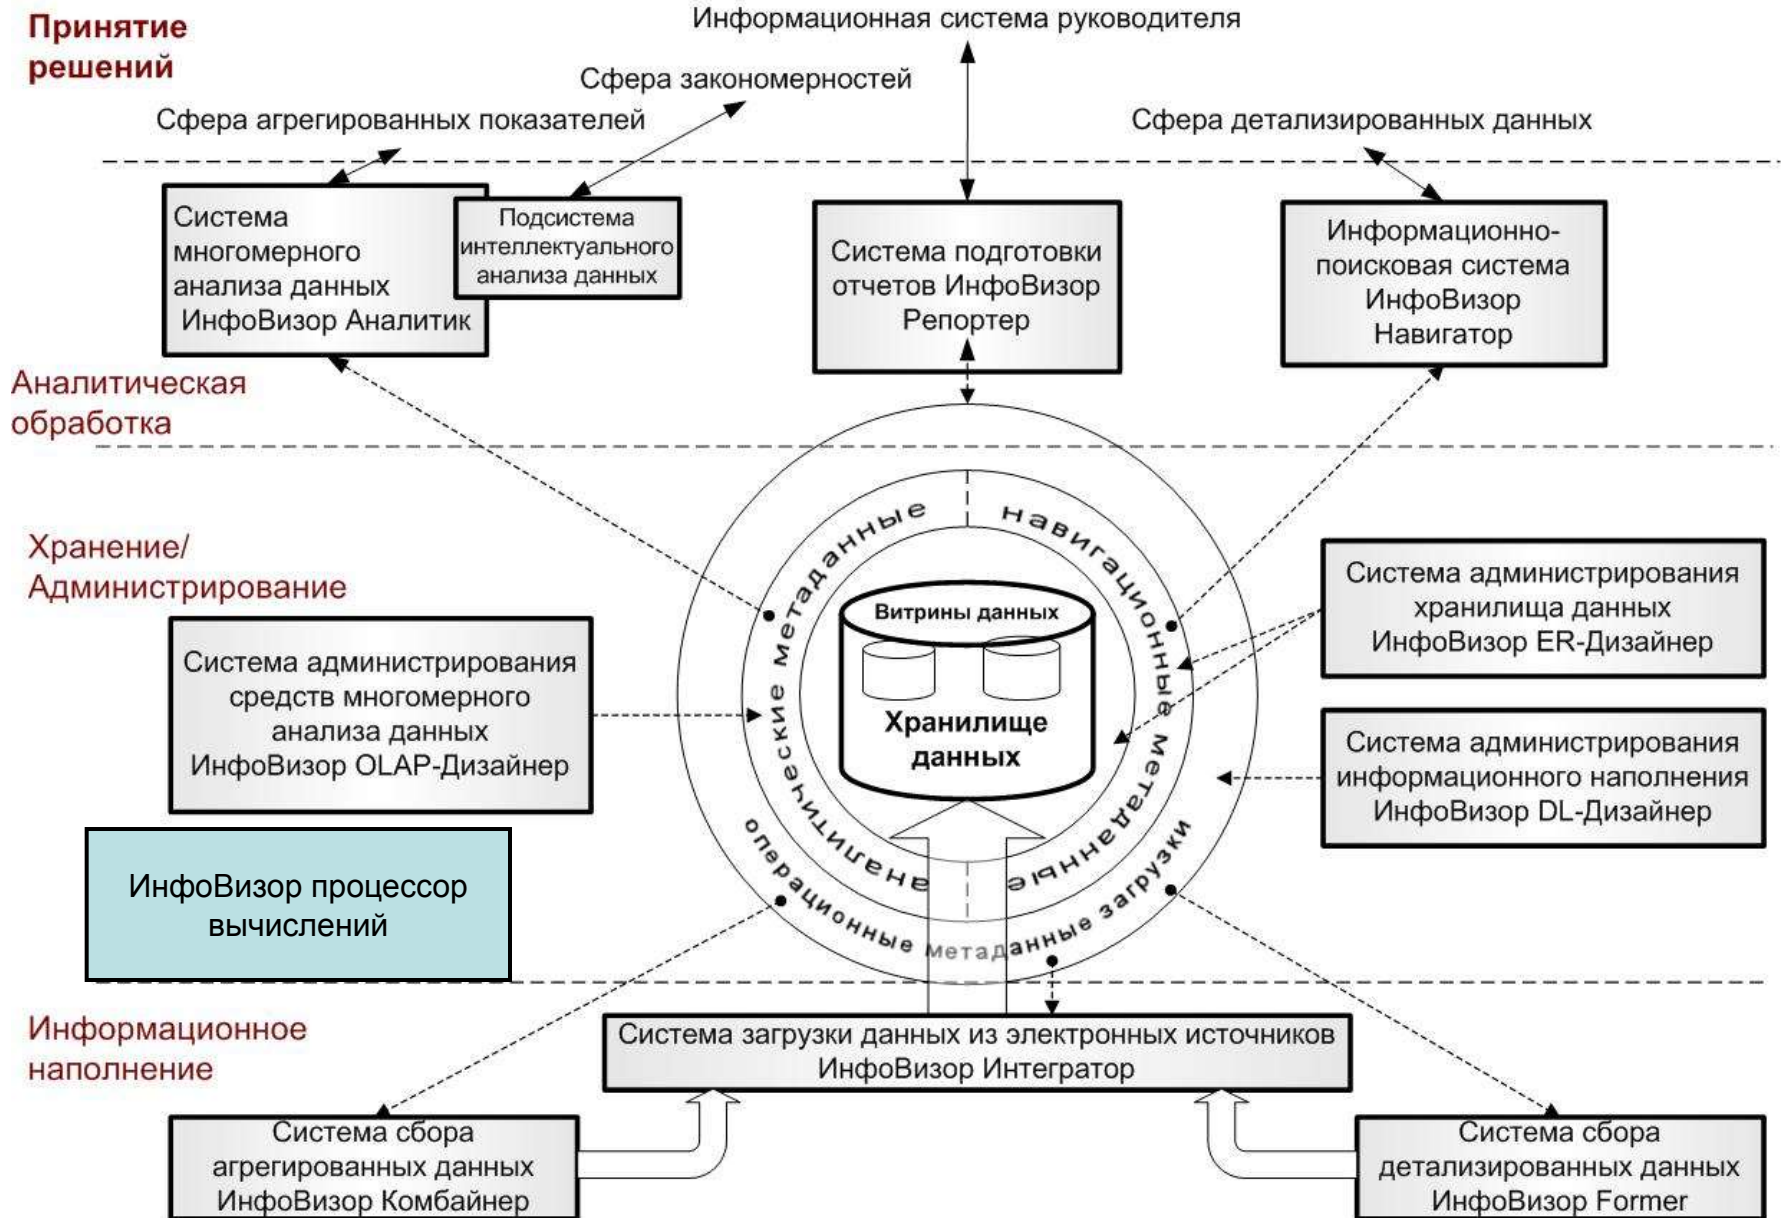 Принятие
решений
Информационная система руководителя
Сфера закономерностей
Сфера агрегированных показателей
Сфера детализированных данных
Система
многомерного
анализа данных
ИнфоВизор Аналитик
Подсистема
интеллектуального
анализа данных
Система подготовки
отчетов ИнфоВизор
Репортер
Информационно-
поисковая система
ИнфоВизор
Навигатор
Аналитическая
обработка
Хранение/
Администрирование
аналитические метаданные
навигационные метаданные
операционные метаданные загрузки
Витрины данных
Хранилище
данных
Система администрирования
средств многомерного
анализа данных
ИнфоВизор OLAP-Дизайнер
Система администрирования
хранилища данных
ИнфоВизор ER-Дизайнер
Система администрирования
информационного наполнения
ИнфоВизор DL-Дизайнер
ИнфоВизор процессор
вычислений
Информационное
наполнение
Система загрузки данных из электронных источников
ИнфоВизор Интегратор
Система сбора
агрегированных данных
ИнфоВизор Комбайнер
Система сбора
детализированных данных
ИнфоВизор Former